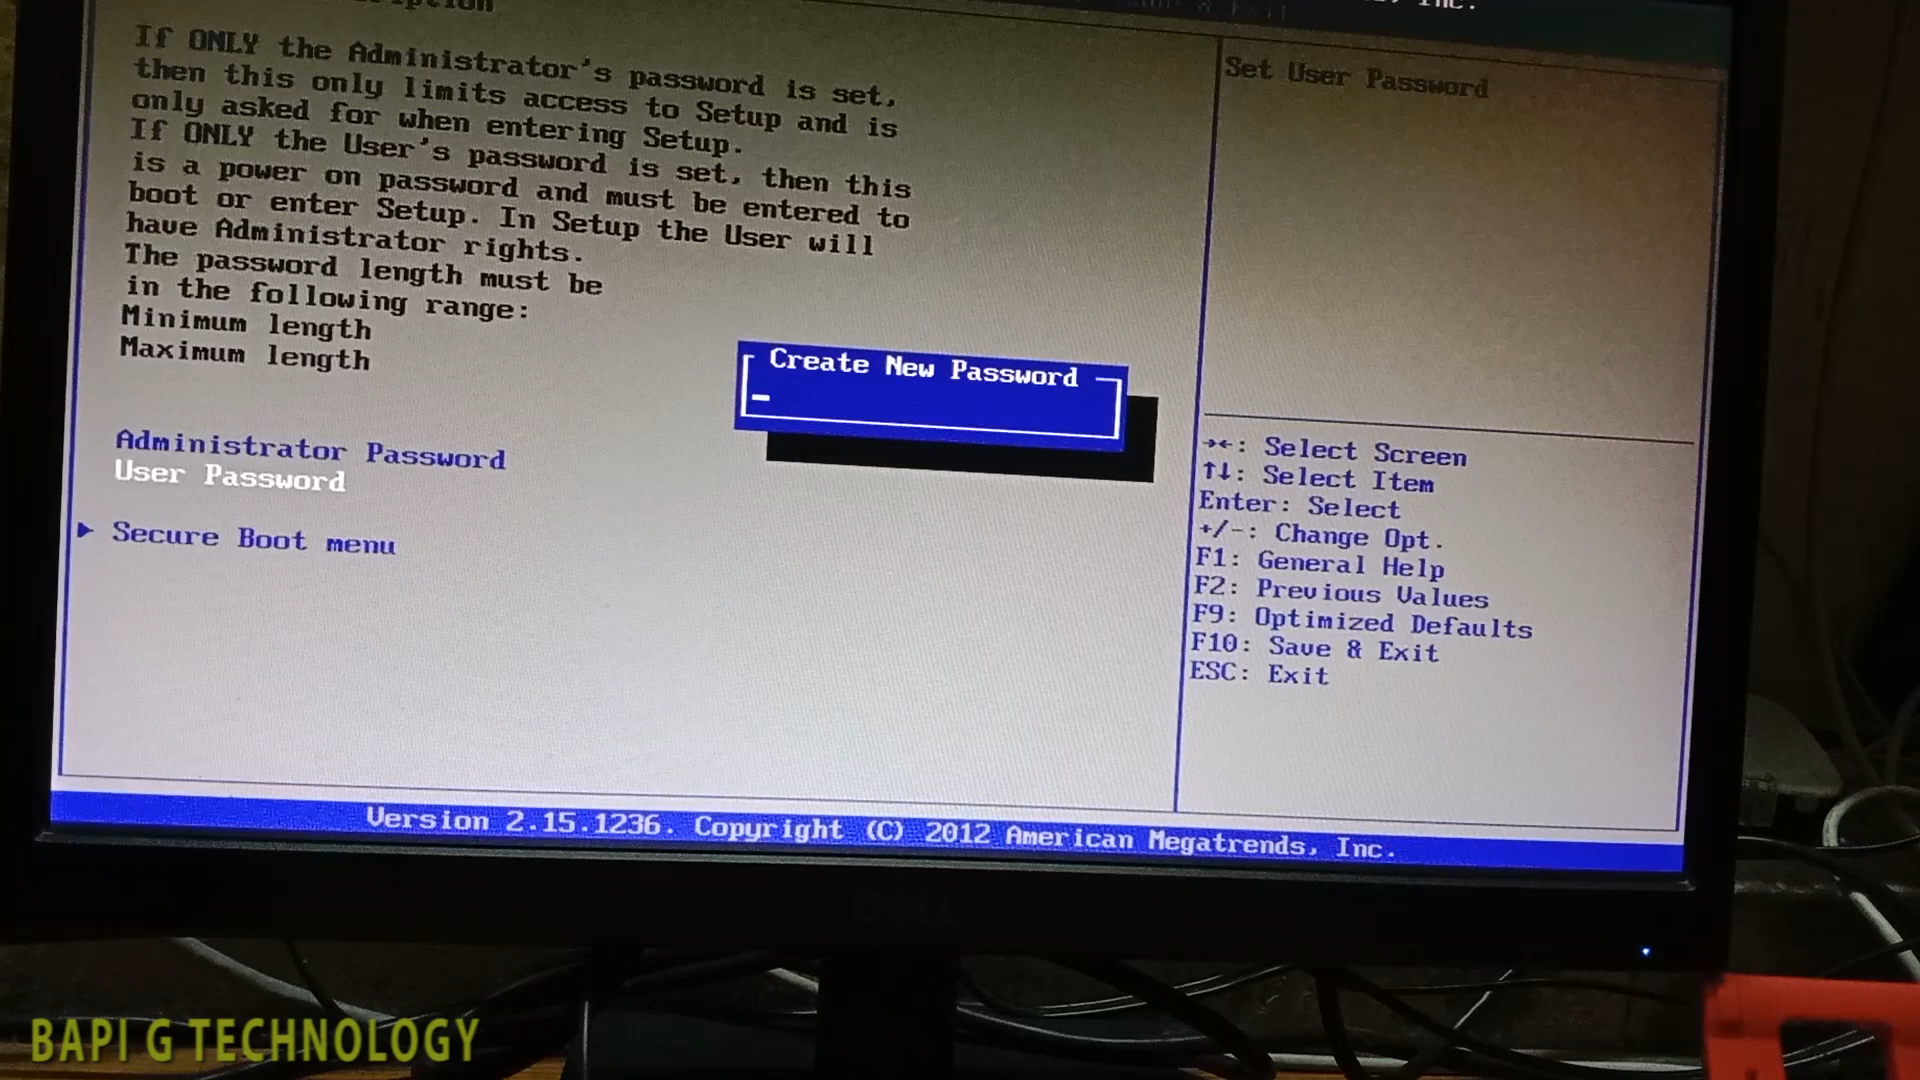 If ONLY the Administrator's password is set,
then this only limits access to Setup and is
only asked for when entering Setup.
If ONLY the User's password is set, then this
is a power on password and must be entered to
boot or enter Setup. In Setup the User will
have Administrator rights.
The password length must be
in the following range:
Minimum length
Maximum length
Administrator Password
User Password
Secure Boot menu
Create New Password
Set User Password
→←: Select Screen
↑↓: Select Item
Enter: Select
+/-: Change Opt.
F1: General Help
F2: Previous Values
F9: Optimized Defaults
F10: Save & Exit
ESC: Exit
Version 2.15.1236. Copyright (C) 2012 American Megatrends, Inc.
DELL
BAPI G TECHNOLOGY